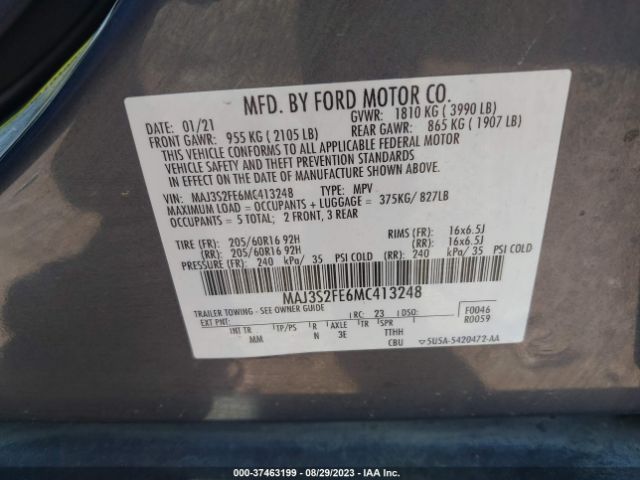 MFD. BY FORD MOTOR CO.
DATE: 01/21 GVWR: 1810 KG ( 3990 LB)
FRONT GAWR: 955 KG ( 2105 LB) REAR GAWR: 865 KG ( 1907 LB)
THIS VEHICLE CONFORMS TO ALL APPLICABLE FEDERAL MOTOR
VEHICLE SAFETY AND THEFT PREVENTION STANDARDS
IN EFFECT ON THE DATE OF MANUFACTURE SHOWN ABOVE.
VIN: MAJ3S2FE6MC413248 TYPE: MPV
MAXIMUM LOAD = OCCUPANTS + LUGGAGE = 375KG/ 827LB
OCCUPANTS = 5 TOTAL; 2 FRONT, 3 REAR
TIRE (FR): 205/60R16 92H RIMS (FR): 16x6.5J
(RR): 205/60R16 92H (RR): 16x6.5J
PRESSURE (FR): 240 kPa/ 35 PSI COLD (RR): 240 kPa/ 35 PSI COLD
MAJ3S2FE6MC413248
TRAILER TOWING - SEE OWNER GUIDE
EXT PNT: RC: 23 DSO: F0046
R0059
INT TR TP/PS R AXLE TR SPR
MM N 3E TTHH
CBU 5U5A-5420472-AA
000-37463199 - 08/29/2023 - IAA Inc.